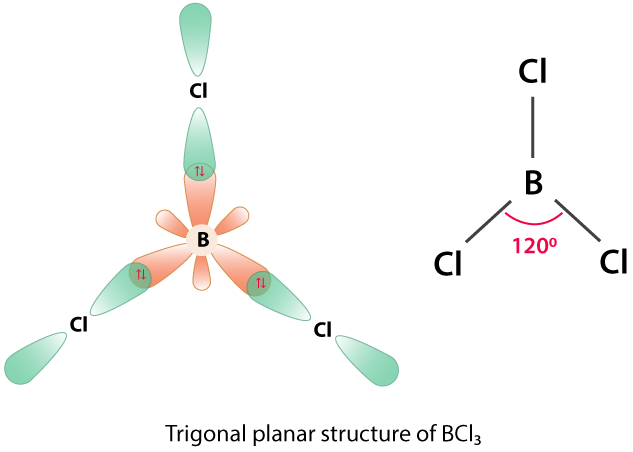 Cl
⇅
B
⇅
⇅
Cl
Cl
Cl
B
120⁰
Cl
Cl
Trigonal planar structure of BCl₃